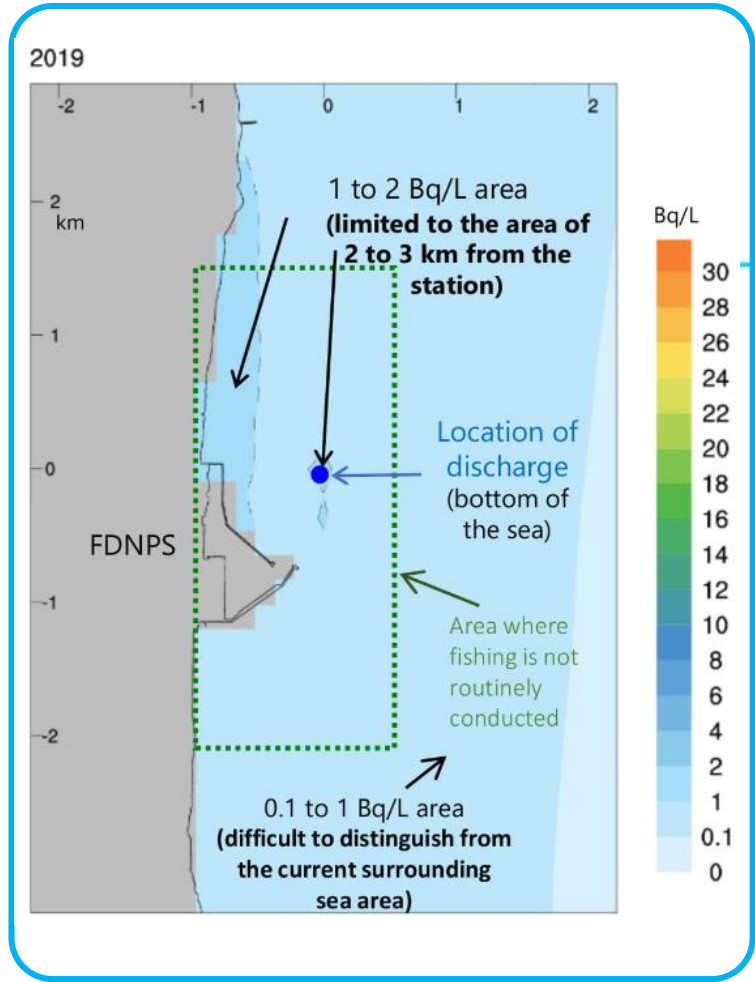 2019
-2 -1 0 1 2
2
km
1
0
-1
-2
1 to 2 Bq/L area
(limited to the area of
2 to 3 km from the
station)
Location of
discharge
(bottom of
the sea)
FDNPS
Area where
fishing is not
routinely
conducted
0.1 to 1 Bq/L area
(difficult to distinguish from
the current surrounding
sea area)
Bq/L
30
28
26
24
22
20
18
16
14
12
10
8
6
4
2
1
0.1
0